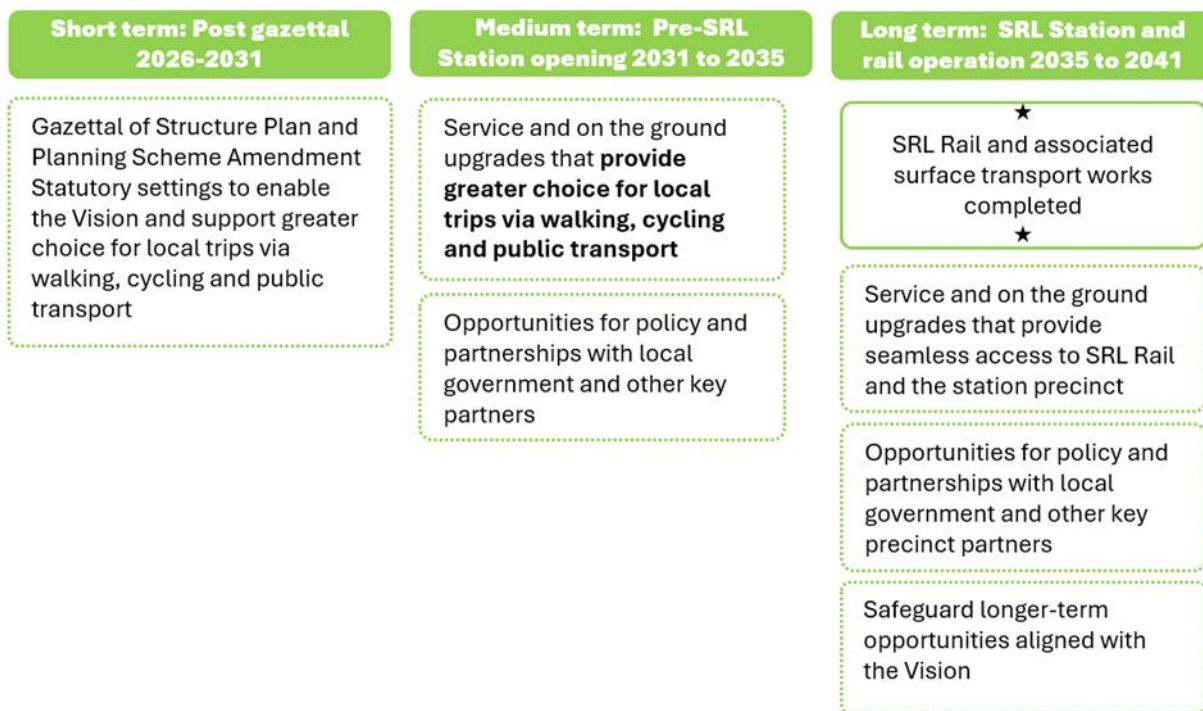 Short term: Post gazettal
2026-2031
Gazettal of Structure Plan and
Planning Scheme Amendment
Statutory settings to enable
the Vision and support greater
choice for local trips via
walking, cycling and public
transport
Medium term: Pre-SRL
Station opening 2031 to 2035
Service and on the ground
upgrades that provide
greater choice for local
trips via walking, cycling
and public transport
Opportunities for policy and
partnerships with local
government and other key
partners
Long term: SRL Station and
rail operation 2035 to 2041
★
SRL Rail and associated
surface transport works
completed
★
Service and on the ground
upgrades that provide
seamless access to SRL Rail
and the station precinct
Opportunities for policy and
partnerships with local
government and other key
precinct partners
Safeguard longer-term
opportunities aligned with
the Vision